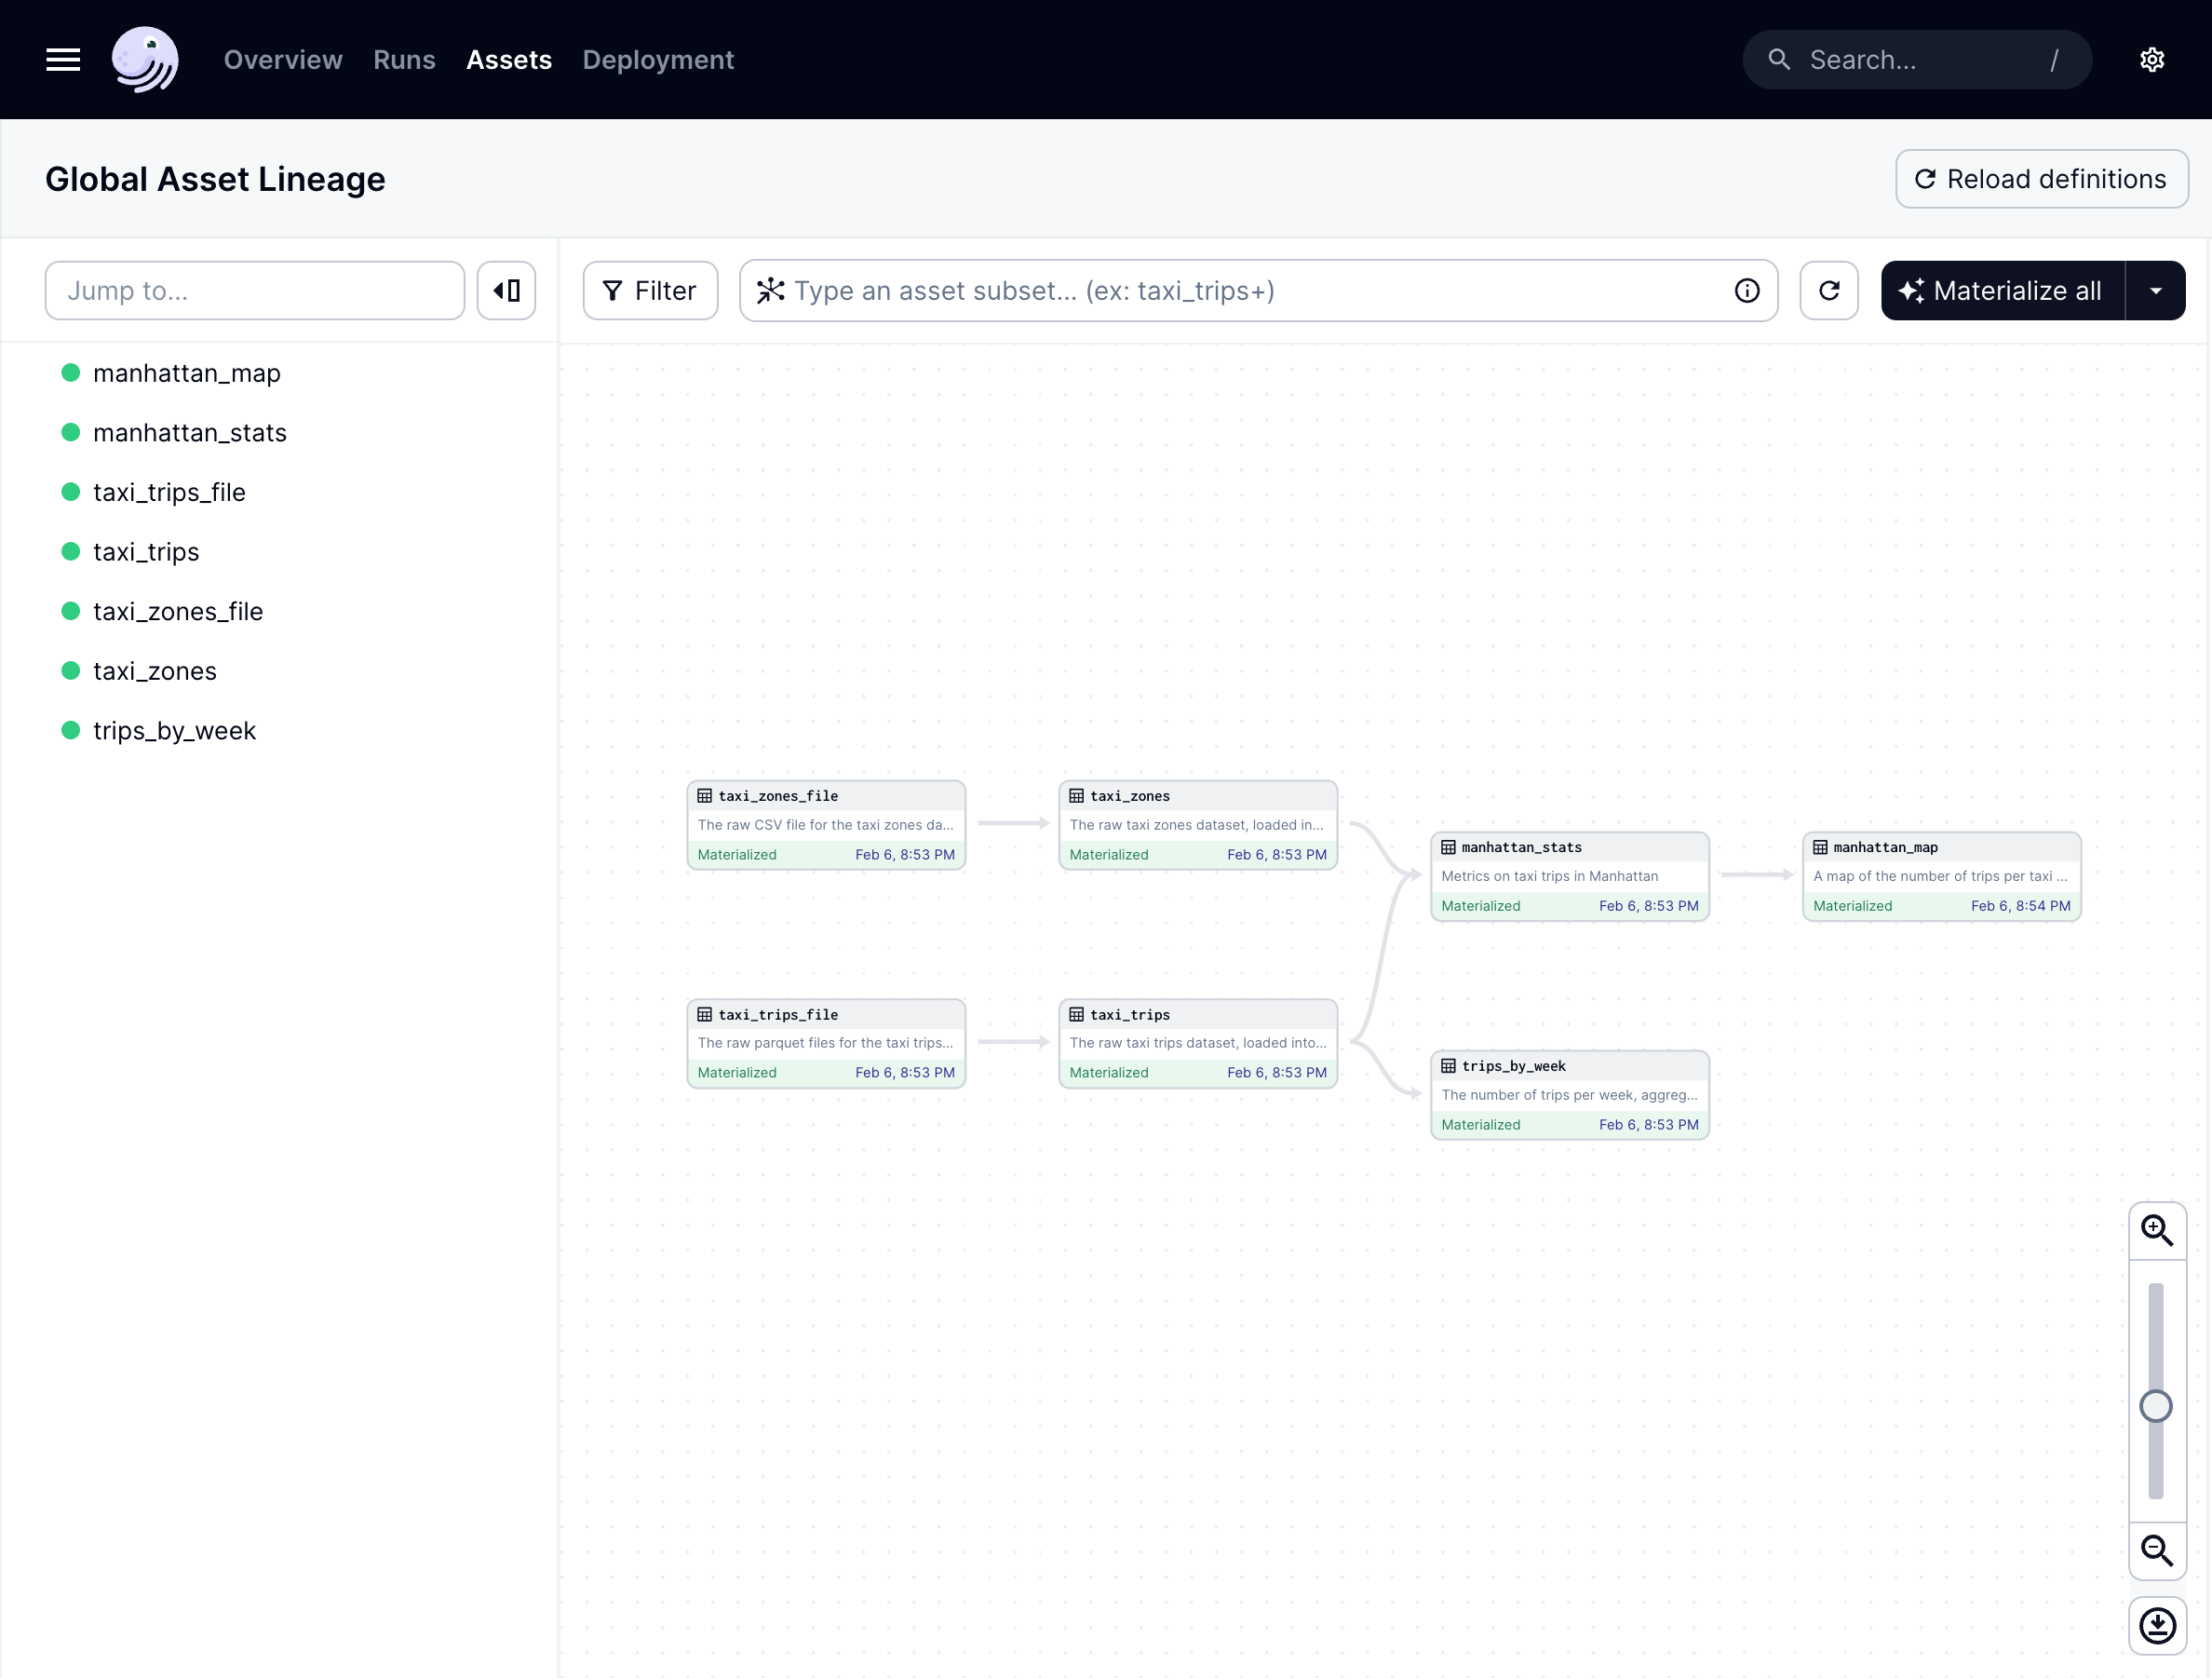 Overview Runs Assets Deployment
Search... /
Global Asset Lineage
Reload definitions
Jump to...
Filter
Type an asset subset... (ex: taxi_trips+)
Materialize all
manhattan_map
manhattan_stats
taxi_trips_file
taxi_trips
taxi_zones_file
taxi_zones
trips_by_week
taxi_zones_file
The raw CSV file for the taxi zones da...
Materialized Feb 6, 8:53 PM
taxi_zones
The raw taxi zones dataset, loaded in...
Materialized Feb 6, 8:53 PM
manhattan_stats
Metrics on taxi trips in Manhattan
Materialized Feb 6, 8:53 PM
manhattan_map
A map of the number of trips per taxi ...
Materialized Feb 6, 8:54 PM
taxi_trips_file
The raw parquet files for the taxi trips...
Materialized Feb 6, 8:53 PM
taxi_trips
The raw taxi trips dataset, loaded into...
Materialized Feb 6, 8:53 PM
trips_by_week
The number of trips per week, aggreg...
Materialized Feb 6, 8:53 PM